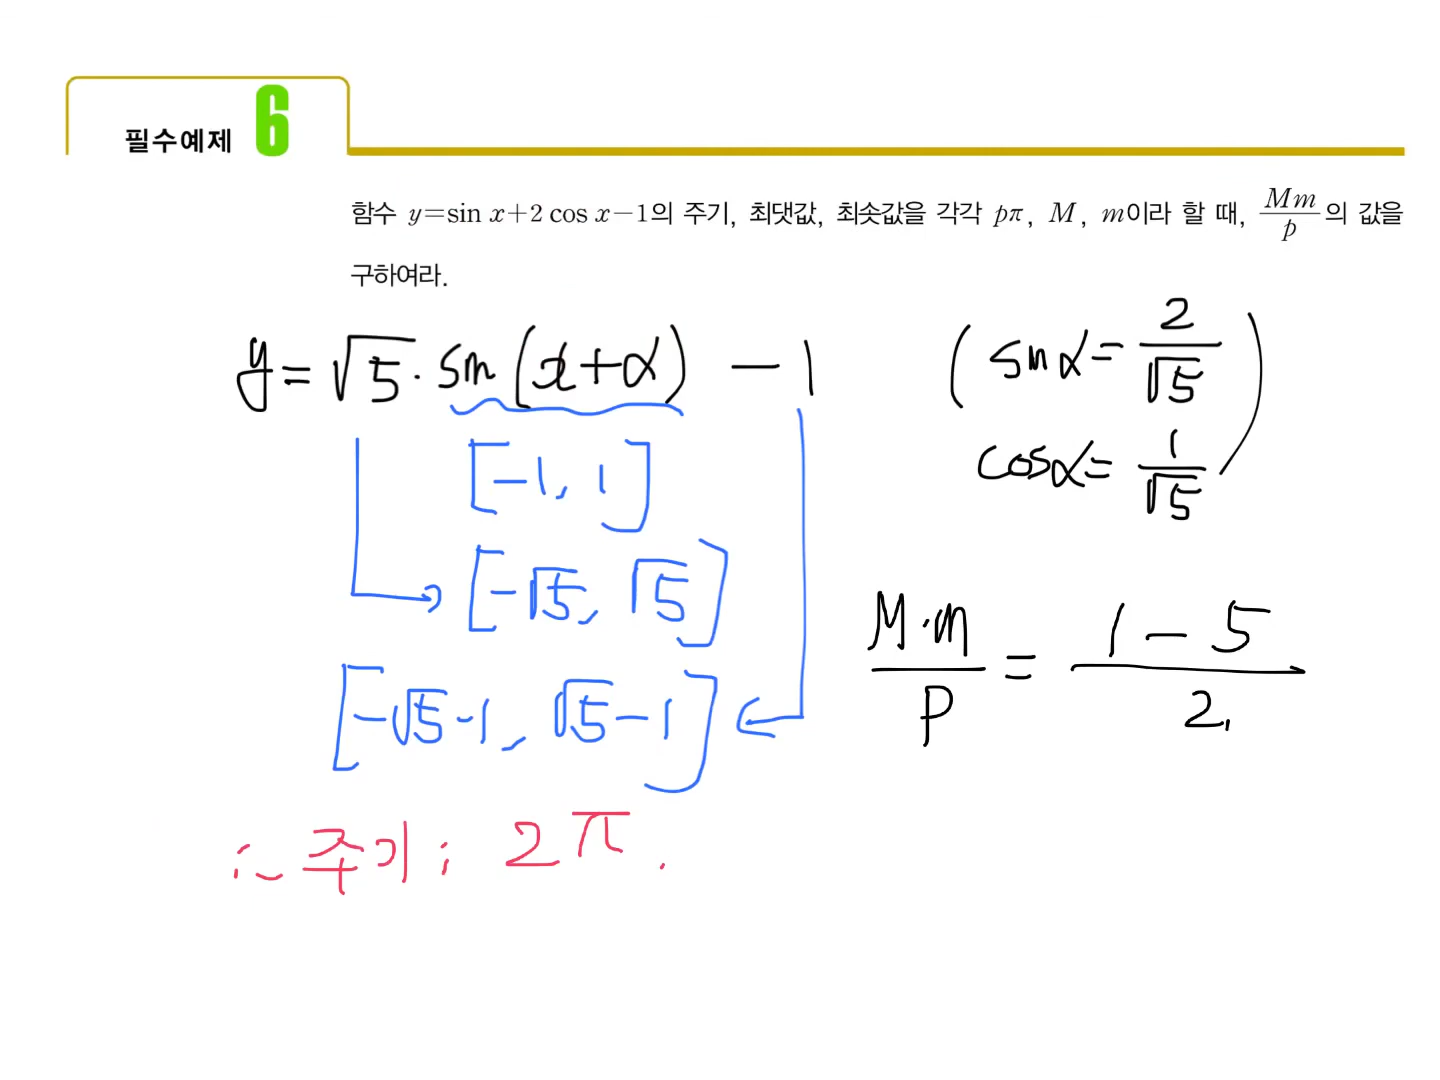 필수예제 6
함수 y=sin x+2 cos x-1의 주기, 최댓값, 최솟값을 각각 pπ, M, m이라 할 때, Mm/p의 값을
구하여라.
y = √5 · sin(x+α) - 1
(sinα = 2/√5
cosα = 1/√5)
[-1, 1]
[-√5, √5]
[-√5-1, √5-1]
M·m/P = 1-5/2
∴ 주기: 2π.